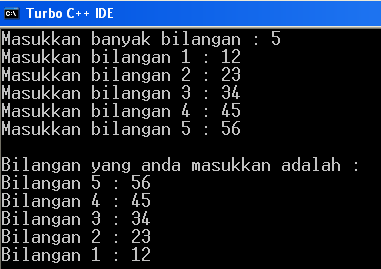 Turbo C++ IDE
Masukkan banyak bilangan : 5
Masukkan bilangan 1 : 12
Masukkan bilangan 2 : 23
Masukkan bilangan 3 : 34
Masukkan bilangan 4 : 45
Masukkan bilangan 5 : 56
Bilangan yang anda masukkan adalah :
Bilangan 5 : 56
Bilangan 4 : 45
Bilangan 3 : 34
Bilangan 2 : 23
Bilangan 1 : 12